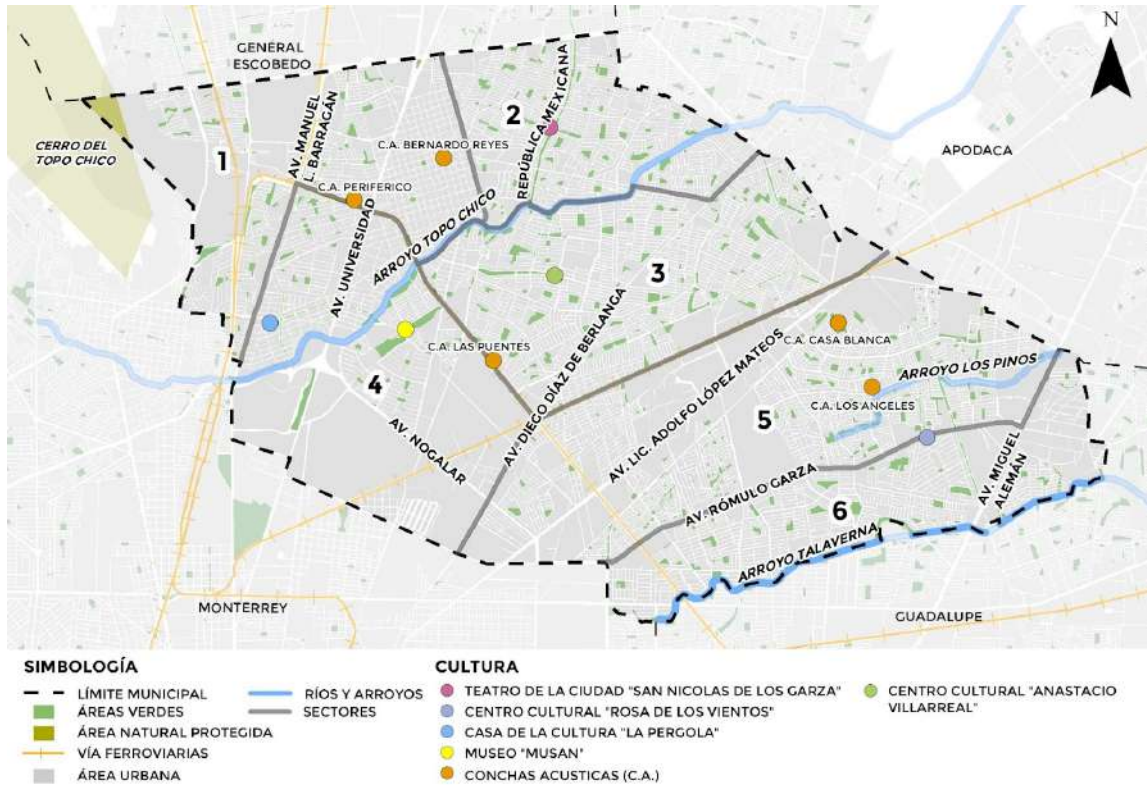 N
GENERAL
ESCOBEDO
CERRO DEL
TOPO CHICO
1
AV. MANUEL
L. BARRAGÁN
2
REPÚBLICA MEXICANA
C.A. BERNARDO REYES
APODACA
C.A. PERIFERICO
AV. UNIVERSIDAD
ARROYO TOPO CHICO
3
C.A. LAS PUENTES
4
AV. DIEGO DÍAZ DE BERLANGA
AV. NOGALAR
AV. LIC. ADOLFO LÓPEZ MATEOS
C.A. CASA BLANCA
ARROYO LOS PINOS
C.A. LOS ANGELES
5
AV. RÓMULO GARZA
AV. MIGUEL
ALEMÁN
6
ARROYO TALAVERNA
MONTERREY
GUADALUPE
SIMBOLOGÍA
LÍMITE MUNICIPAL
ÁREAS VERDES
ÁREA NATURAL PROTEGIDA
VÍA FERROVIARIAS
ÁREA URBANA
RÍOS Y ARROYOS
SECTORES
CULTURA
TEATRO DE LA CIUDAD "SAN NICOLAS DE LOS GARZA"
CENTRO CULTURAL "ROSA DE LOS VIENTOS"
CASA DE LA CULTURA "LA PERGOLA"
MUSEO "MUSAN"
CONCHAS ACUSTICAS (C.A.)
CENTRO CULTURAL "ANASTACIO
VILLARREAL"